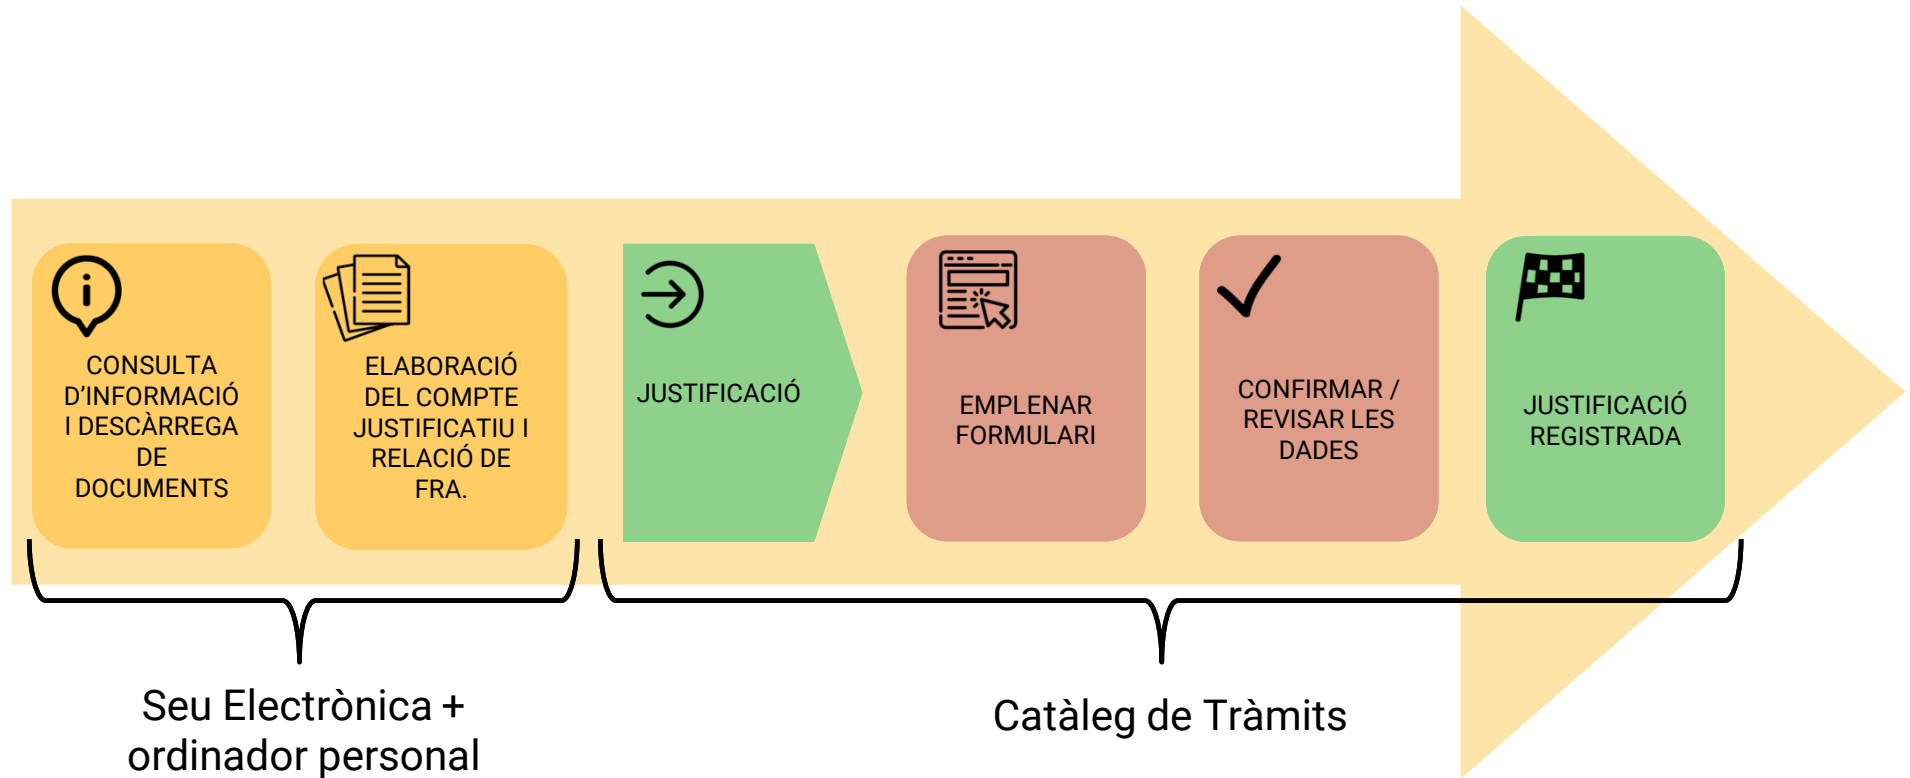 CONSULTA
D'INFORMACIÓ
I DESCÀRREGA
DE
DOCUMENTS
ELABORACIÓ
DEL COMPTE
JUSTIFICATIU I
RELACIÓ DE
FRA.
JUSTIFICACIÓ
EMPLENAR
FORMULARI
CONFIRMAR /
REVISAR LES
DADES
JUSTIFICACIÓ
REGISTRADA
Seu Electrònica +
ordinador personal
Catàleg de Tràmits